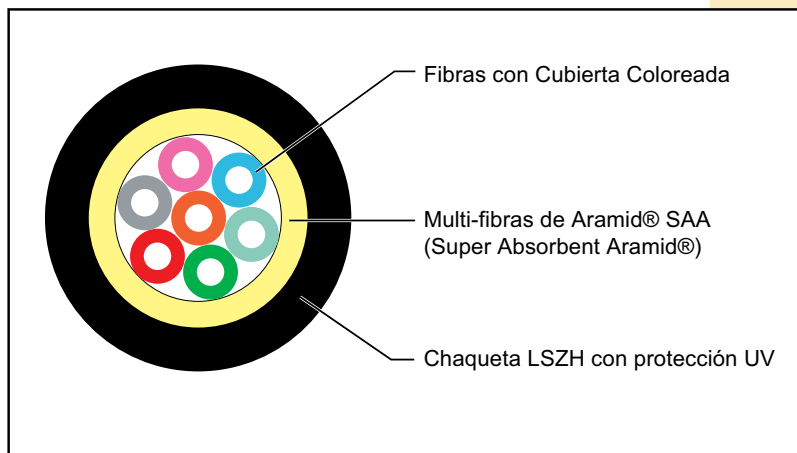 Fibras con Cubierta Coloreada
Multi-fibras de Aramid® SAA
(Super Absorbent Aramid®)
Chaqueta LSZH con protección UV